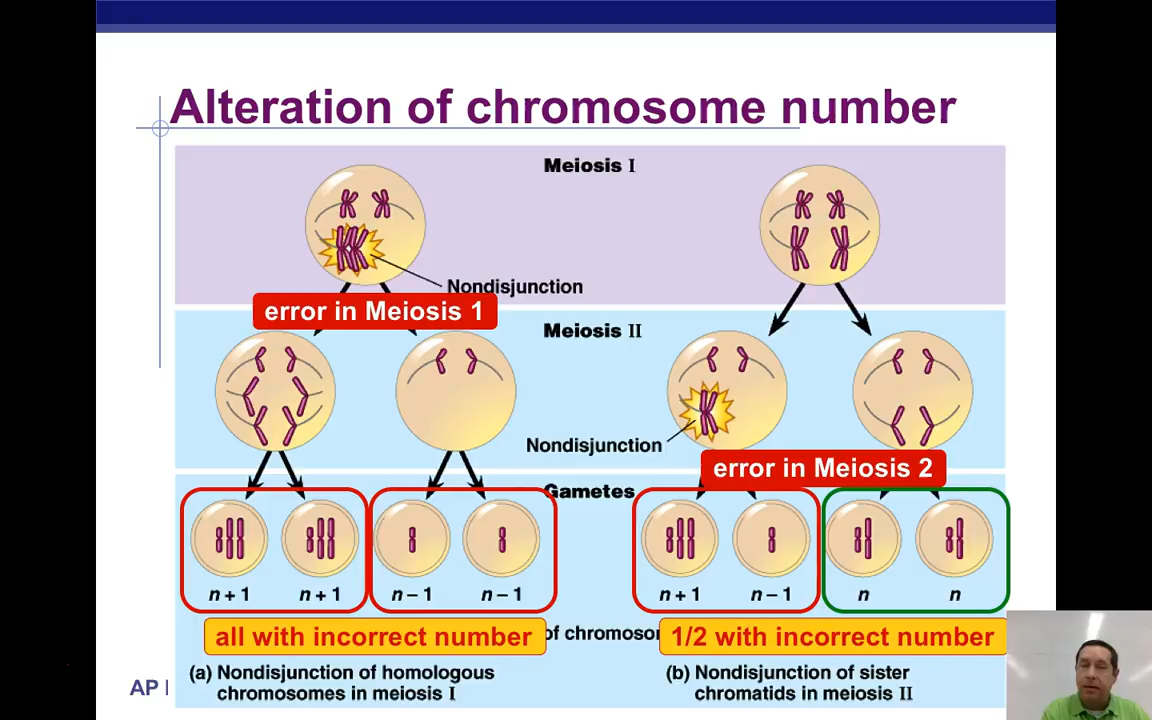 Alteration of chromosome number
Meiosis I
Nondisjunction
error in Meiosis 1
Meiosis II
Nondisjunction
error in Meiosis 2
Gametes
n + 1
n + 1
n – 1
n – 1
n + 1
n – 1
n
n
all with incorrect number
of
1/2 with incorrect number
(a) Nondisjunction of homologous
chromosomes in meiosis I
(b) Nondisjunction of sister
chromatids in meiosis II
AP